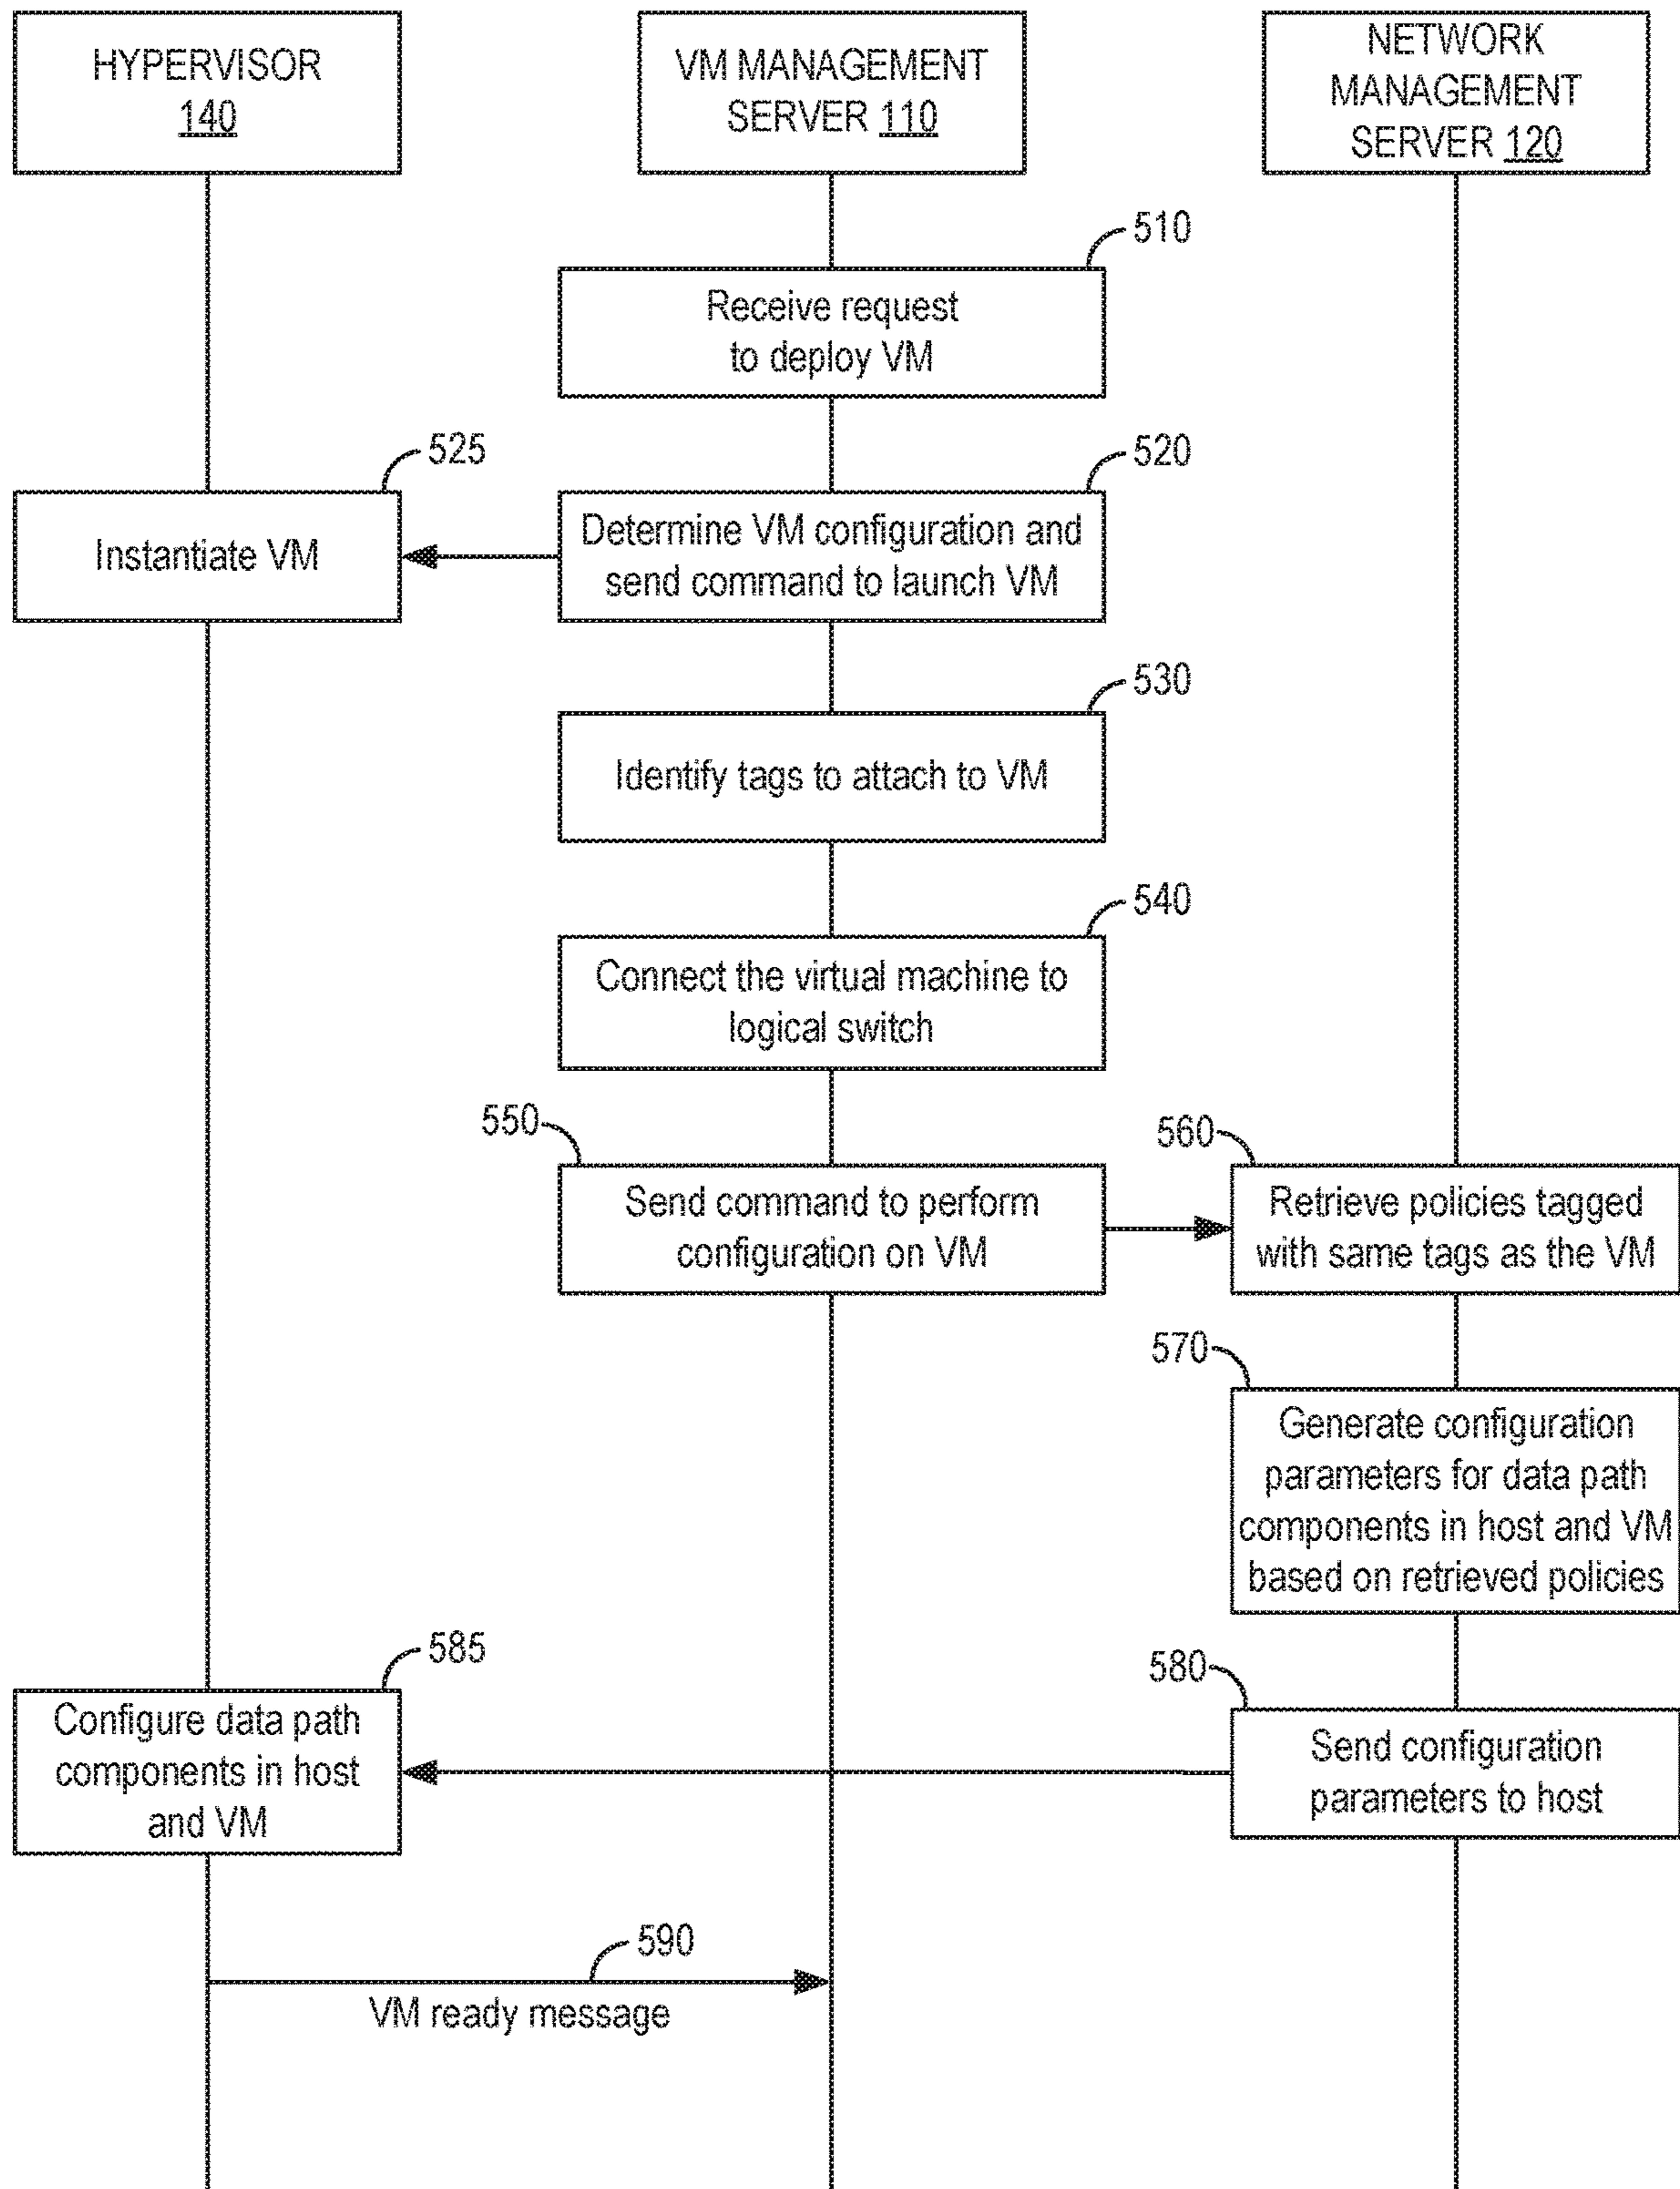 HYPERVISOR
140
VM MANAGEMENT
SERVER 110
NETWORK
MANAGEMENT
SERVER 120
510
Receive request
to deploy VM
525
Instantiate VM
520
Determine VM configuration and
send command to launch VM
530
Identify tags to attach to VM
540
Connect the virtual machine to
logical switch
550
Send command to perform
configuration on VM
560
Retrieve policies tagged
with same tags as the VM
570
Generate configuration
parameters for data path
components in host and VM
based on retrieved policies
585
Configure data path
components in host
and VM
580
Send configuration
parameters to host
590
VM ready message